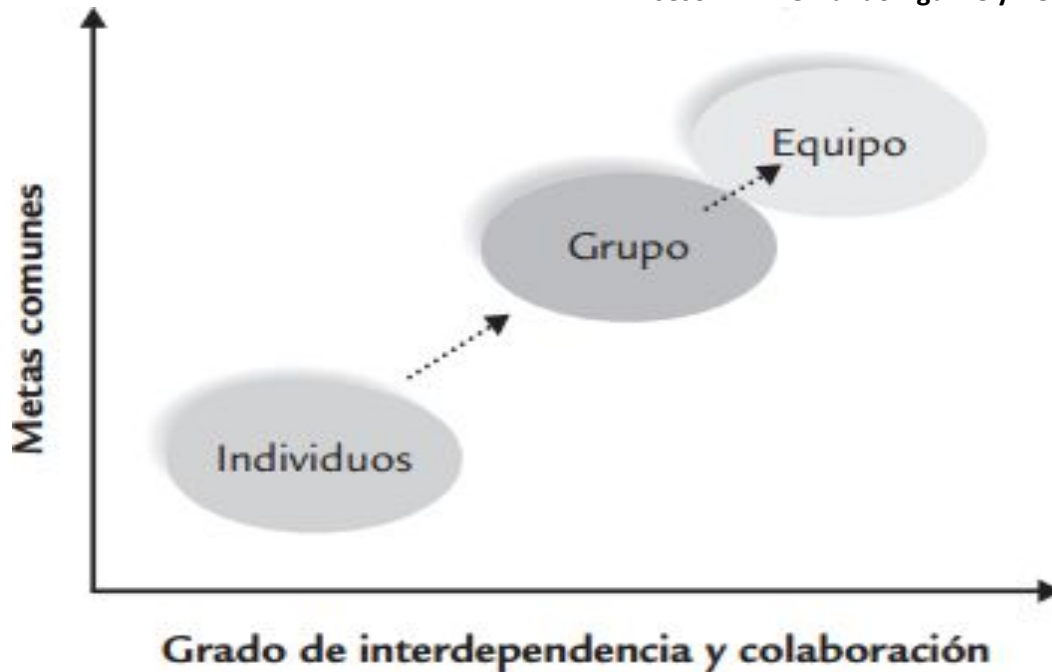 Equipo
Grupo
Individuos
Metas comunes
Grado de interdependencia y colaboración